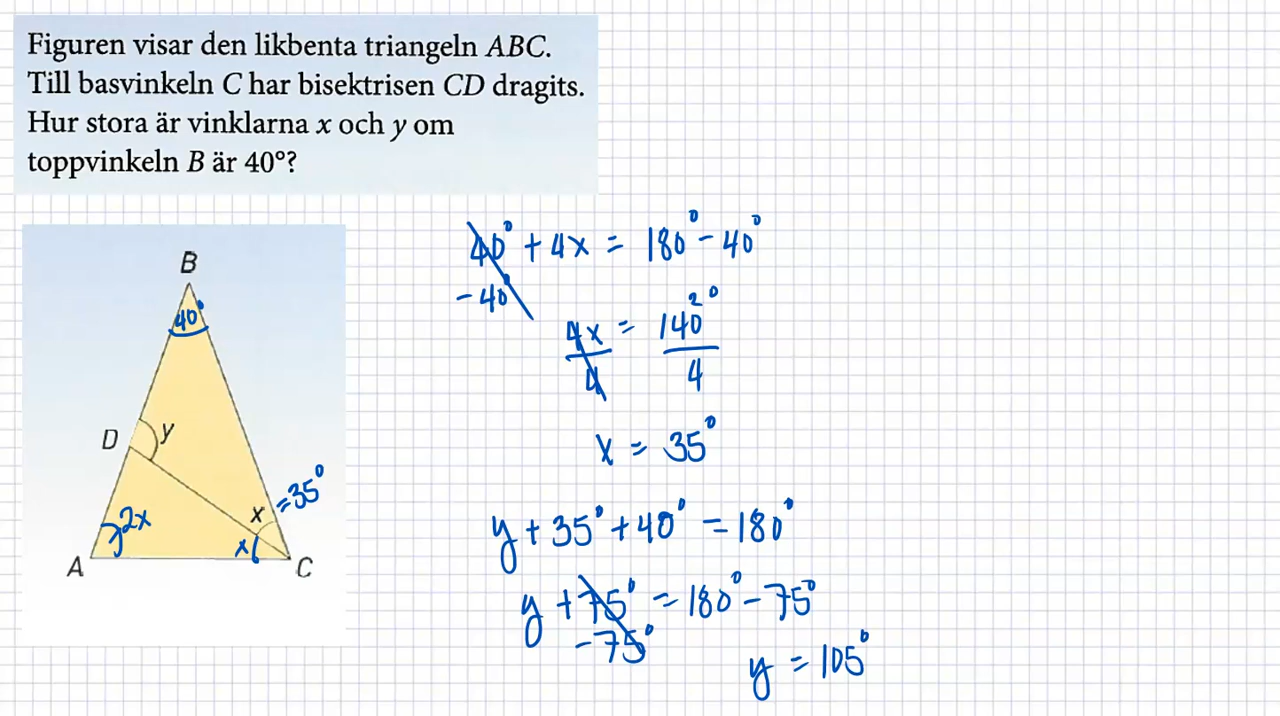 Figuren visar den likbenta triangeln ABC.
Till basvinkeln C har bisektrisen CD dragits.
Hur stora är vinklarna x och y om
toppvinkeln B är 40°?
B
40°
D
y
2x
x
= 35°
x
A
C
40° + 4x = 180° - 40°
-40°
4x = 140°
4 4
x = 35°
y + 35° + 40° = 180°
y + 75° = 180° - 75°
-75°
y = 105°